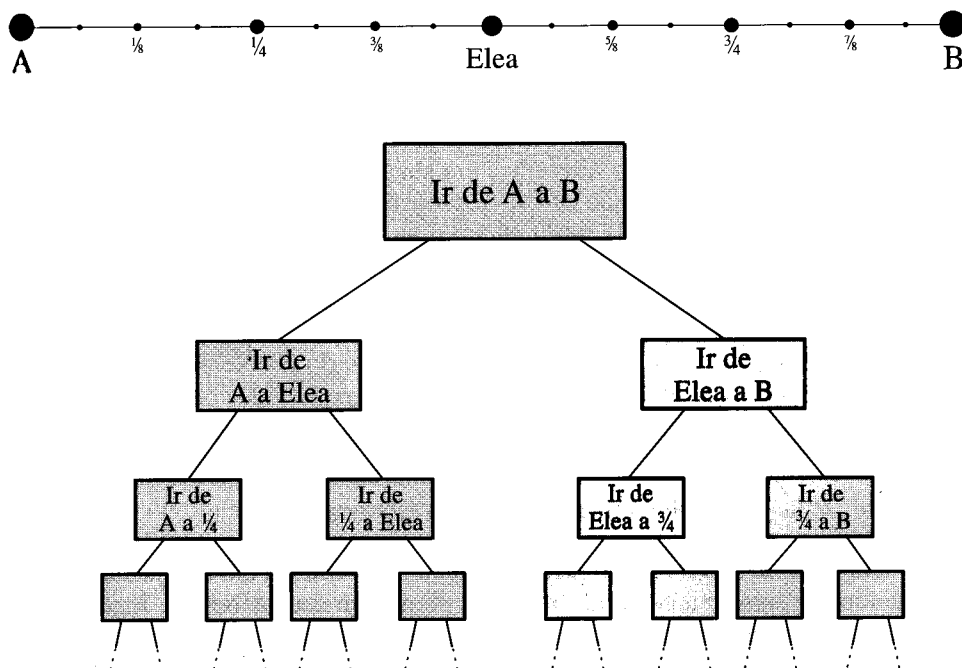 ⅛ ¼ ⅜ ⅝ ¾ ⅞
A Elea B
Ir de A a B
Ir de
A a Elea
Ir de
Elea a B
Ir de
A a ¼
Ir de
¼ a Elea
Ir de
Elea a ¾
Ir de
¾ a B